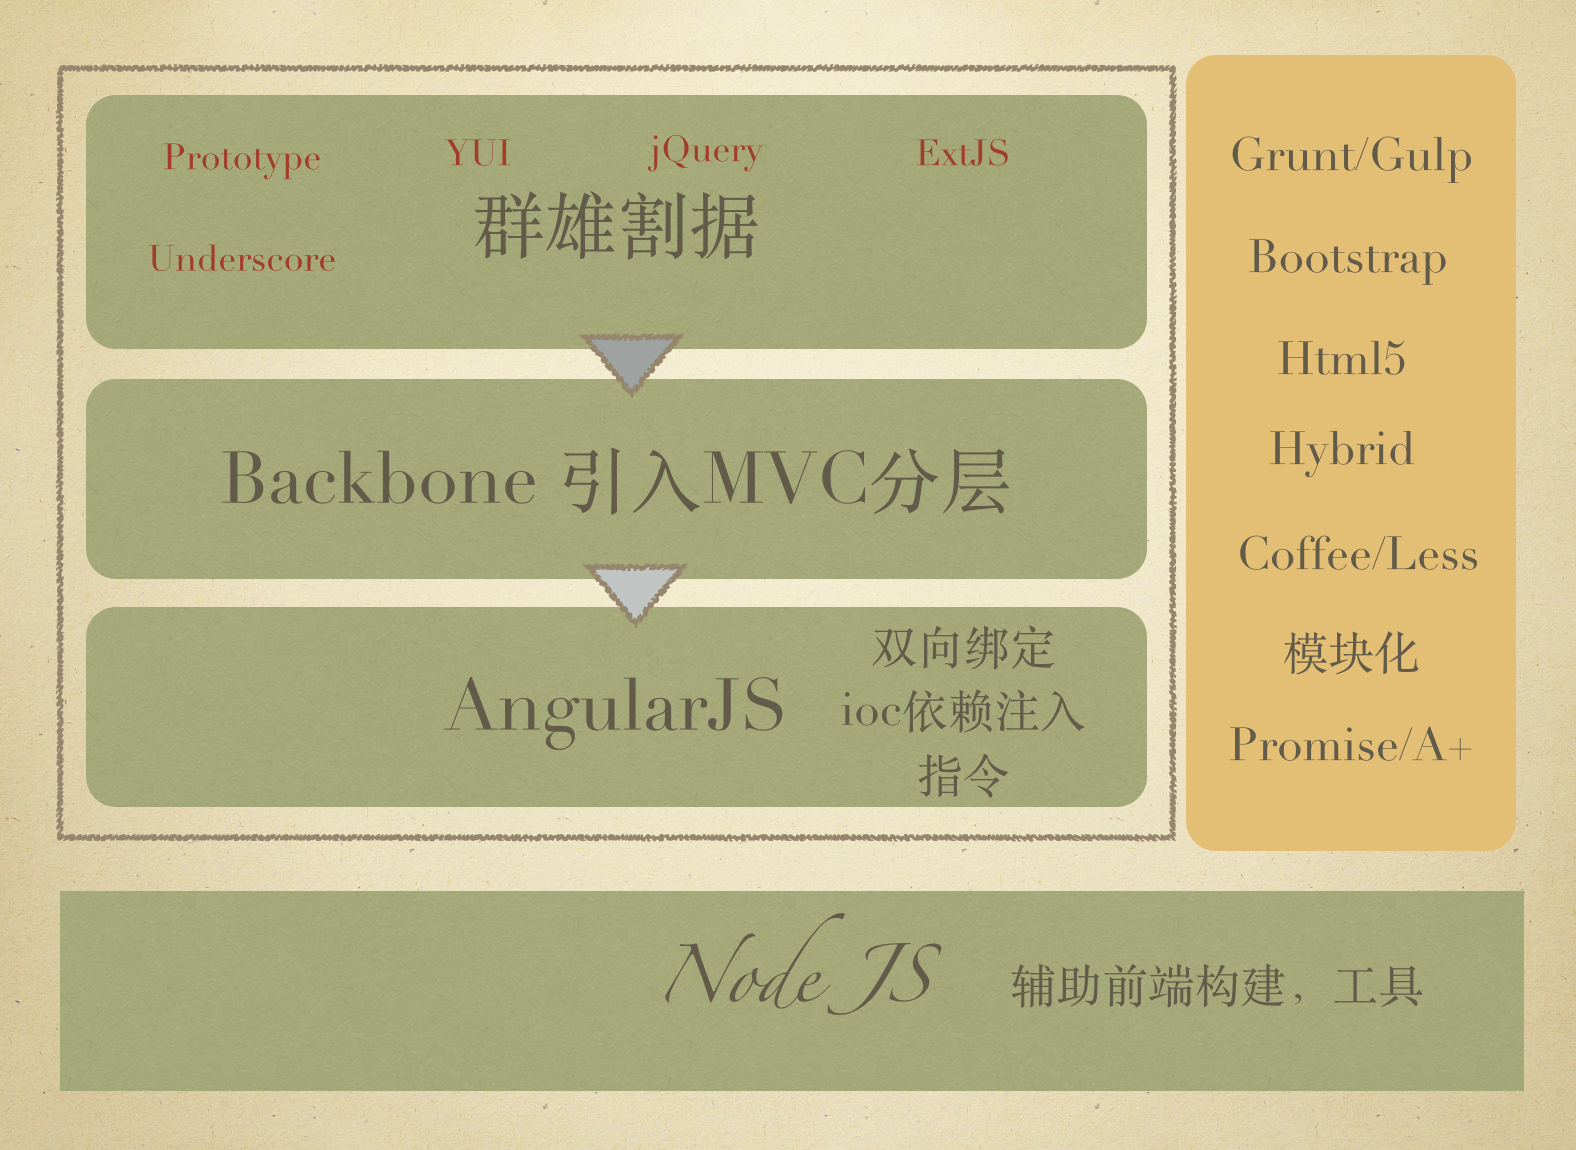 Prototype
YUI
jQuery
ExtJS
群雄割据
Underscore
Backbone 引入MVC分层
AngularJS
双向绑定
ioc依赖注入
指令
Grunt/Gulp
Bootstrap
Html5
Hybrid
Coffee/Less
模块化
Promise/A+
Node JS
辅助前端构建，工具